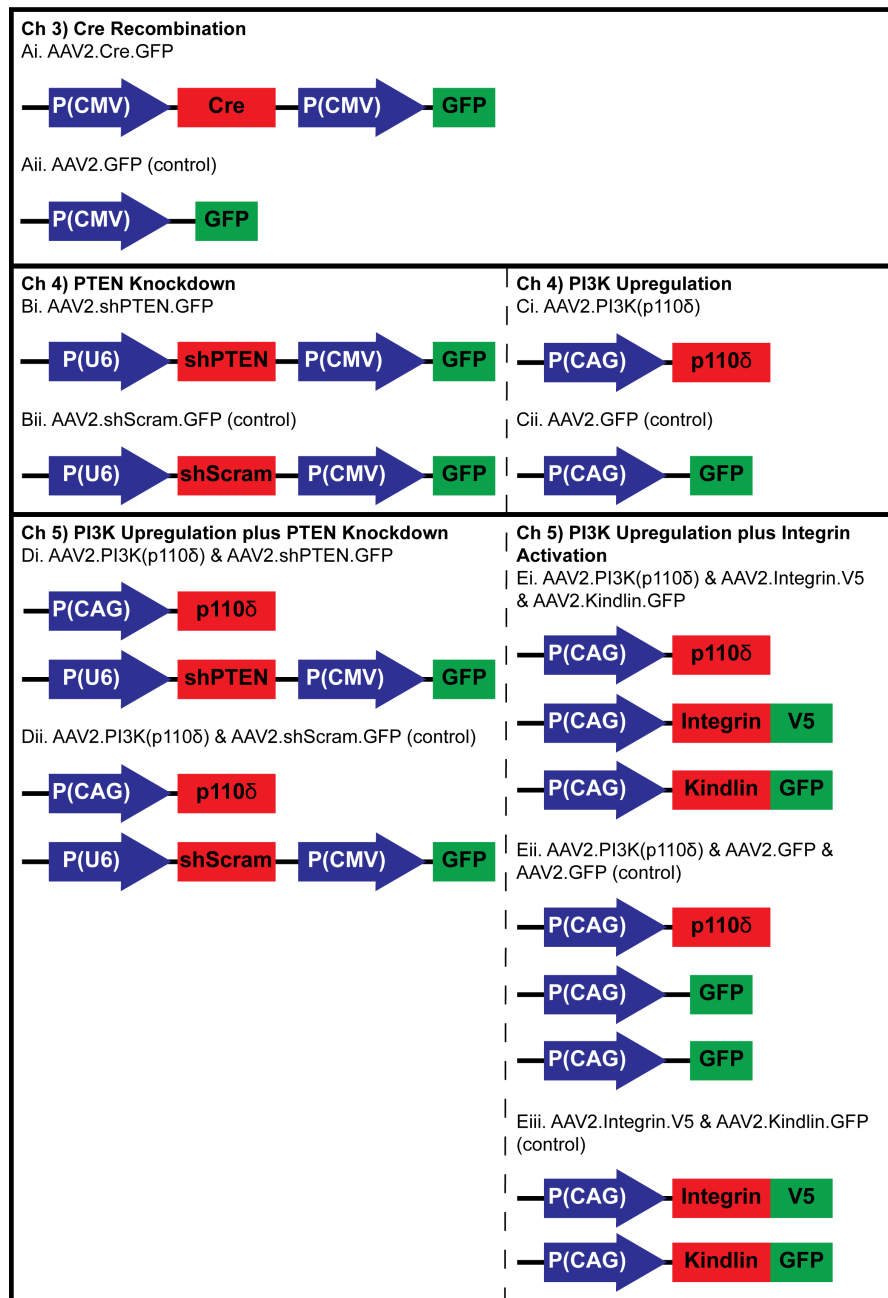 Ch 3) Cre Recombination
Ai. AAV2.Cre.GFP
P(CMV) Cre P(CMV) GFP
Aii. AAV2.GFP (control)
P(CMV) GFP
Ch 4) PTEN Knockdown
Bi. AAV2.shPTEN.GFP
P(U6) shPTEN P(CMV) GFP
Bii. AAV2.shScram.GFP (control)
P(U6) shScram P(CMV) GFP
Ch 4) PI3K Upregulation
Ci. AAV2.PI3K(p110δ)
P(CAG) p110δ
Cii. AAV2.GFP (control)
P(CAG) GFP
Ch 5) PI3K Upregulation plus PTEN Knockdown
Di. AAV2.PI3K(p110δ) & AAV2.shPTEN.GFP
P(CAG) p110δ
P(U6) shPTEN P(CMV) GFP
Dii. AAV2.PI3K(p110δ) & AAV2.shScram.GFP (control)
P(CAG) p110δ
P(U6) shScram P(CMV) GFP
Ch 5) PI3K Upregulation plus Integrin
Activation
Ei. AAV2.PI3K(p110δ) & AAV2.Integrin.V5
& AAV2.Kindlin.GFP
P(CAG) p110δ
P(CAG) Integrin V5
P(CAG) Kindlin GFP
Eii. AAV2.PI3K(p110δ) & AAV2.GFP &
AAV2.GFP (control)
P(CAG) p110δ
P(CAG) GFP
P(CAG) GFP
Eiii. AAV2.Integrin.V5 & AAV2.Kindlin.GFP
(control)
P(CAG) Integrin V5
P(CAG) Kindlin GFP